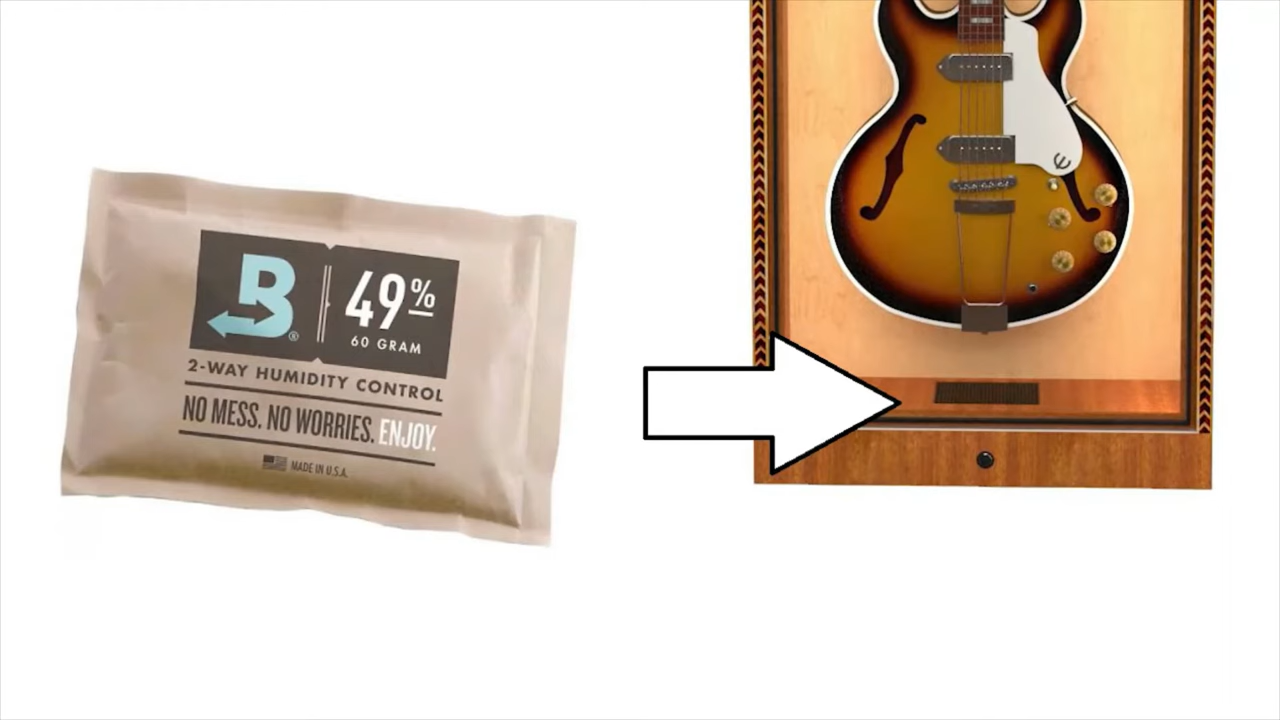 B® 49%
60 GRAM
2-WAY HUMIDITY CONTROL
NO MESS. NO WORRIES. ENJOY.
MADE IN U.S.A.